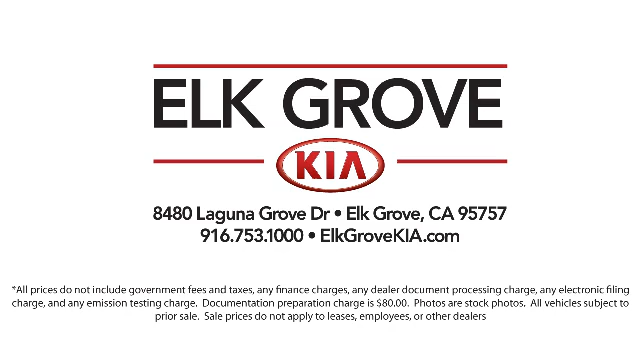 ELK GROVE
KIA
8480 Laguna Grove Dr • Elk Grove, CA 95757
916.753.1000 • ElkGroveKIA.com
*All prices do not include government fees and taxes, any finance charges, any dealer document processing charge, any electronic filing
charge, and any emission testing charge. Documentation preparation charge is $80.00. Photos are stock photos. All vehicles subject to
prior sale. Sale prices do not apply to leases, employees, or other dealers